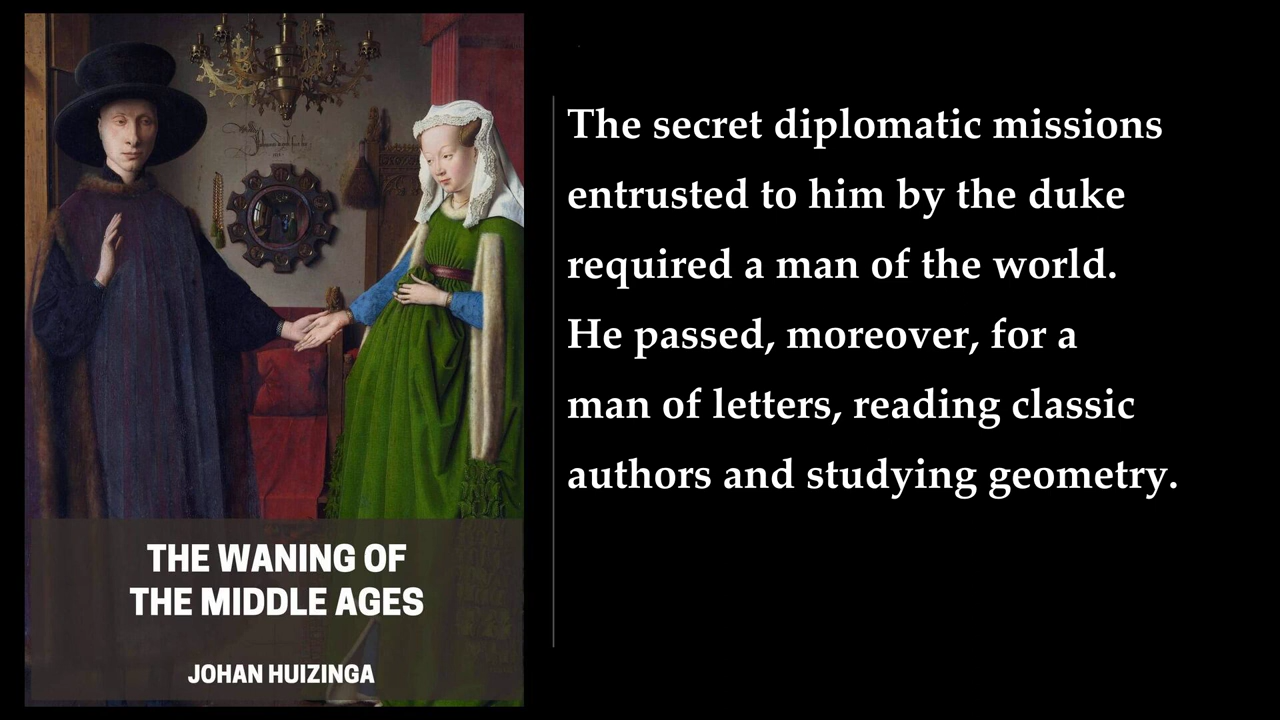 The secret diplomatic missions
entrusted to him by the duke
required a man of the world.
He passed, moreover, for a
man of letters, reading classic
authors and studying geometry.
THE WANING OF
THE MIDDLE AGES
JOHAN HUIZINGA